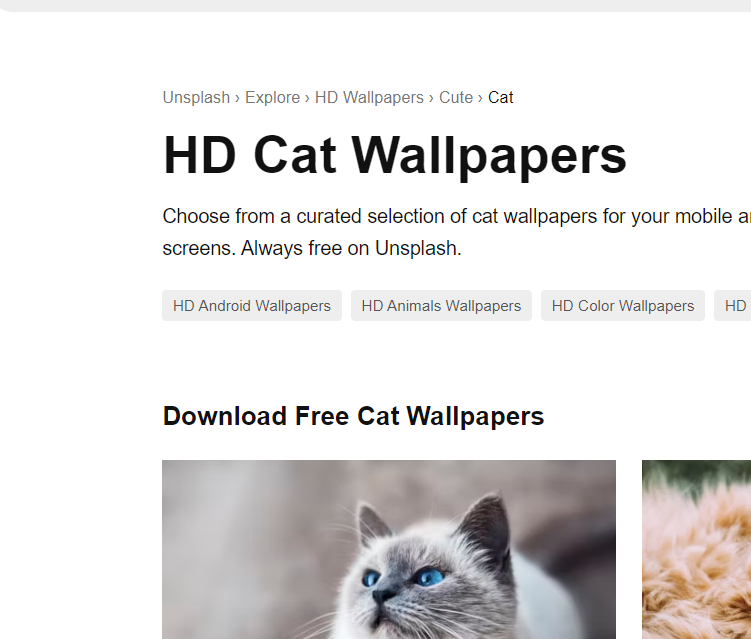 Unsplash › Explore › HD Wallpapers › Cute › Cat
HD Cat Wallpapers
Choose from a curated selection of cat wallpapers for your mobile
screens. Always free on Unsplash.
HD Android Wallpapers HD Animals Wallpapers HD Color Wallpapers HD
Download Free Cat Wallpapers